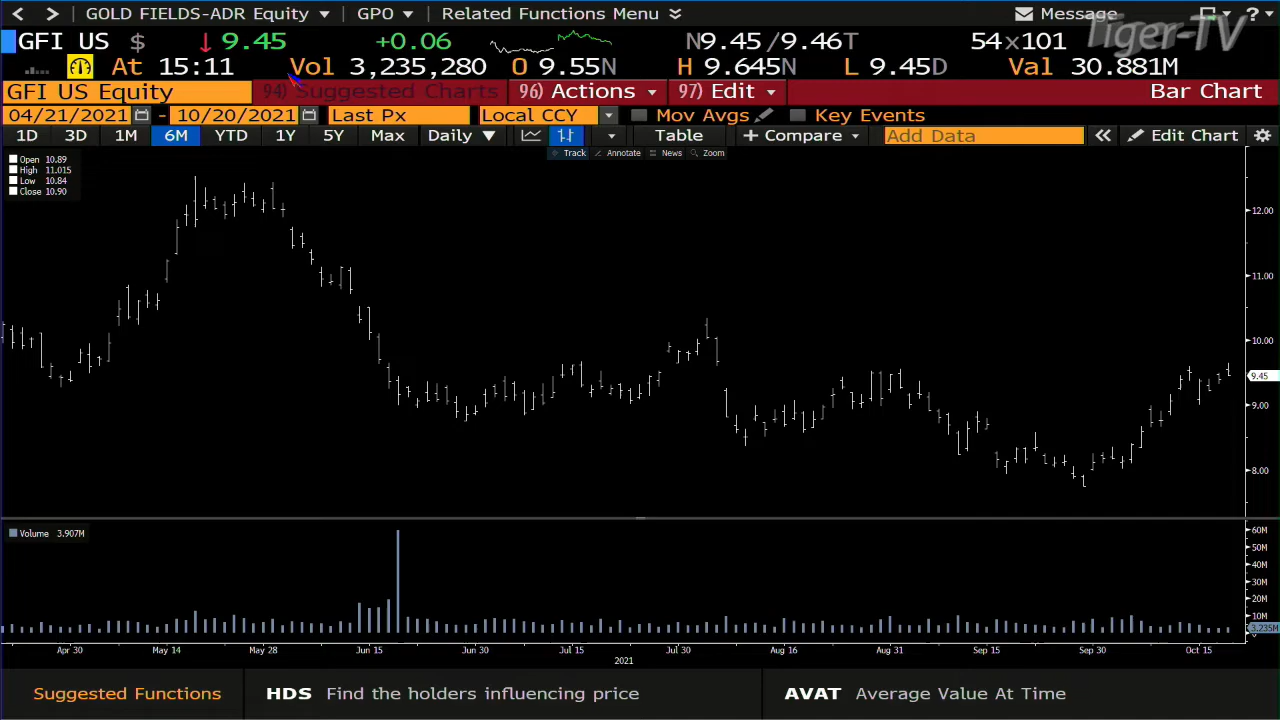 GOLD FIELDS-ADR Equity GPO Related Functions Menu Message ?
Tiger-TV
GFI US $ ↓ 9.45 +0.06 N9.45 / 9.46T 54 x 101
At 15:11 Vol 3,235,280 O 9.55N H 9.645N L 9.45D Val 30.881M
GFI US Equity 94) Suggested Charts 96) Actions 97) Edit Bar Chart
04/21/2021 - 10/20/2021 Last Px Local CCY Mov Avgs Key Events
1D 3D 1M 6M YTD 1Y 5Y Max Daily ▼ Table + Compare Add Data « Edit Chart
Track Annotate News Zoom
Open 10.89
High 11.015
Low 10.84
Close 10.90
12.00
11.00
10.00
9.45
9.00
8.00
Volume 3.907M
60M
50M
40M
30M
20M
10M
3.235M
0
Apr 30 May 14 May 28 Jun 15 Jun 30 Jul 15 Jul 30 Aug 16 Aug 31 Sep 15 Sep 30 Oct 15
2021
Suggested Functions HDS Find the holders influencing price AVAT Average Value At Time